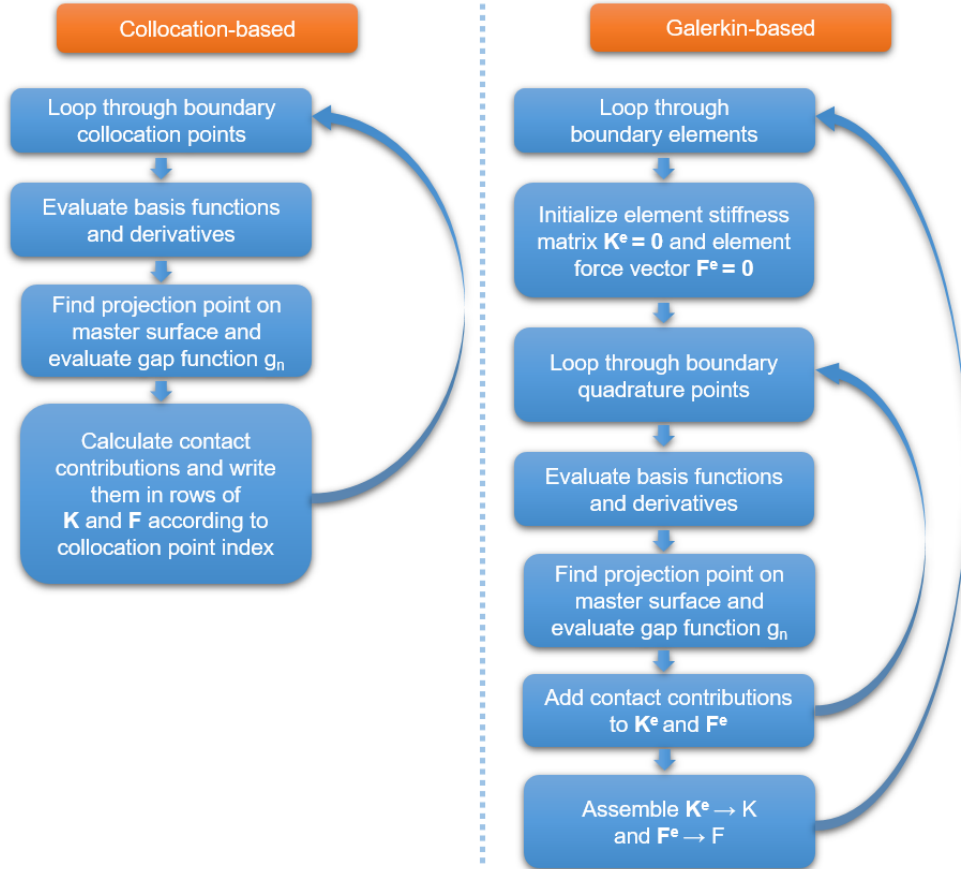 Collocation-based
Loop through boundary
collocation points
Evaluate basis functions
and derivatives
Find projection point on
master surface and
evaluate gap function gₙ
Calculate contact
contributions and write
them in rows of
K and F according to
collocation point index
Galerkin-based
Loop through
boundary elements
Initialize element stiffness
matrix Kᵉ = 0 and element
force vector Fᵉ = 0
Loop through boundary
quadrature points
Evaluate basis functions
and derivatives
Find projection point on
master surface and
evaluate gap function gₙ
Add contact contributions
to Kᵉ and Fᵉ
Assemble Kᵉ → K
and Fᵉ → F